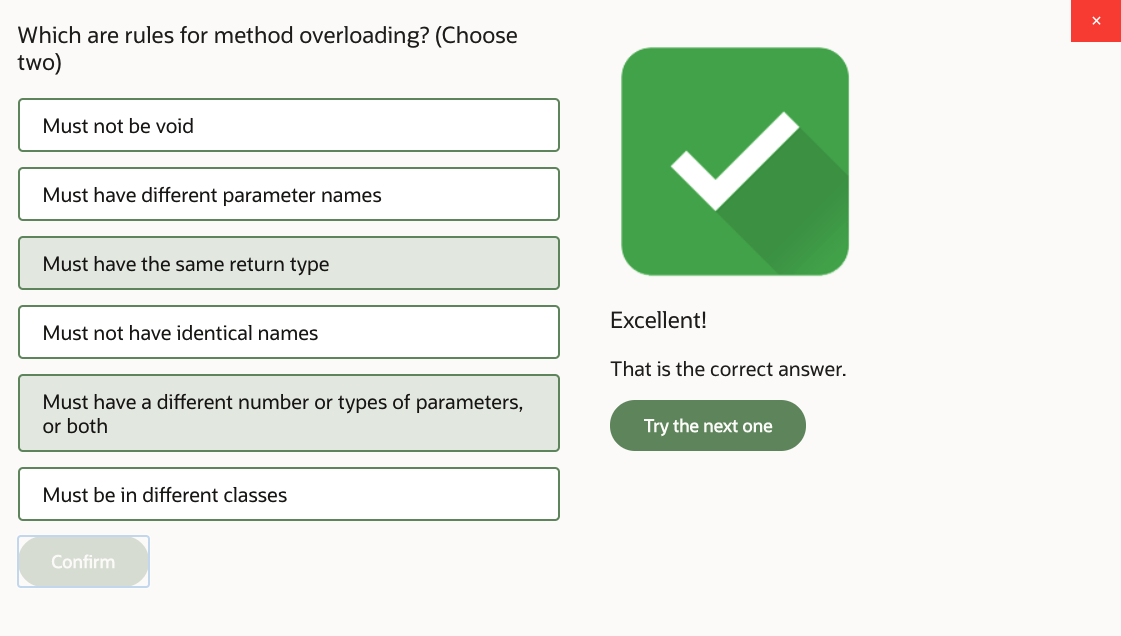 Which are rules for method overloading? (Choose
two)
Must not be void
Must have different parameter names
Must have the same return type
Must not have identical names
Must have a different number or types of parameters,
or both
Must be in different classes
Confirm
×
Excellent!
That is the correct answer.
Try the next one